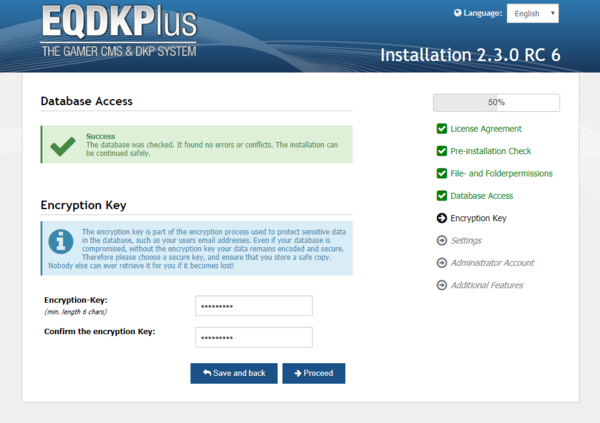 EQDKPlus
THE GAMER CMS & DKP SYSTEM
Language: English
Installation 2.3.0 RC 6
Database Access
Success
The database was checked. It found no errors or conflicts. The installation can
be continued safely.
Encryption Key
The encryption key is part of the encryption process used to protect sensitive data
in the database, such as your users email addresses. Even if your database is
compromised, without the encryption key your data remains encoded and secure.
Therefore please choose a secure key, and ensure that you store a safe copy.
Nobody else can ever retrieve it for you if it becomes lost!
Encryption-Key:
(min. length 6 chars)
•••••••••
Confirm the encryption Key:
•••••••••
Save and back
Proceed
50%
License Agreement
Pre-installation Check
File- and Folderpermissions
Database Access
Encryption Key
Settings
Administrator Account
Additional Features